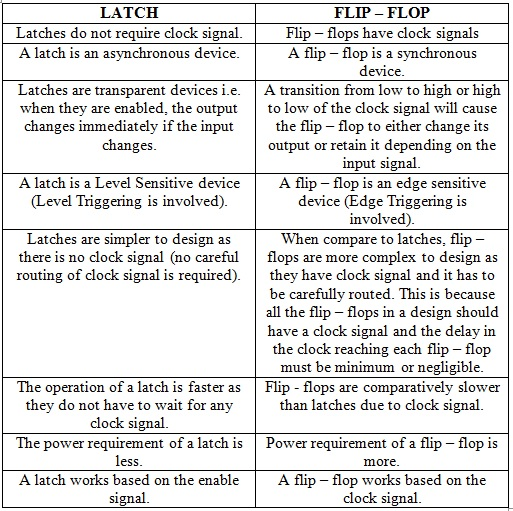 LATCH
FLIP – FLOP
Latches do not require clock signal.
Flip – flops have clock signals
A latch is an asynchronous device.
A flip – flop is a synchronous
device.
Latches are transparent devices i.e.
when they are enabled, the output
changes immediately if the input
changes.
A transition from low to high or high
to low of the clock signal will cause
the flip – flop to either change its
output or retain it depending on the
input signal.
A latch is a Level Sensitive device
(Level Triggering is involved).
A flip – flop is an edge sensitive
device (Edge Triggering is
involved).
Latches are simpler to design as
there is no clock signal (no careful
routing of clock signal is required).
When compare to latches, flip –
flops are more complex to design as
they have clock signal and it has to
be carefully routed. This is because
all the flip – flops in a design should
have a clock signal and the delay in
the clock reaching each flip – flop
must be minimum or negligible.
The operation of a latch is faster as
they do not have to wait for any
clock signal.
Flip - flops are comparatively slower
than latches due to clock signal.
The power requirement of a latch is
less.
Power requirement of a flip – flop is
more.
A latch works based on the enable
signal.
A flip – flop works based on the
clock signal.